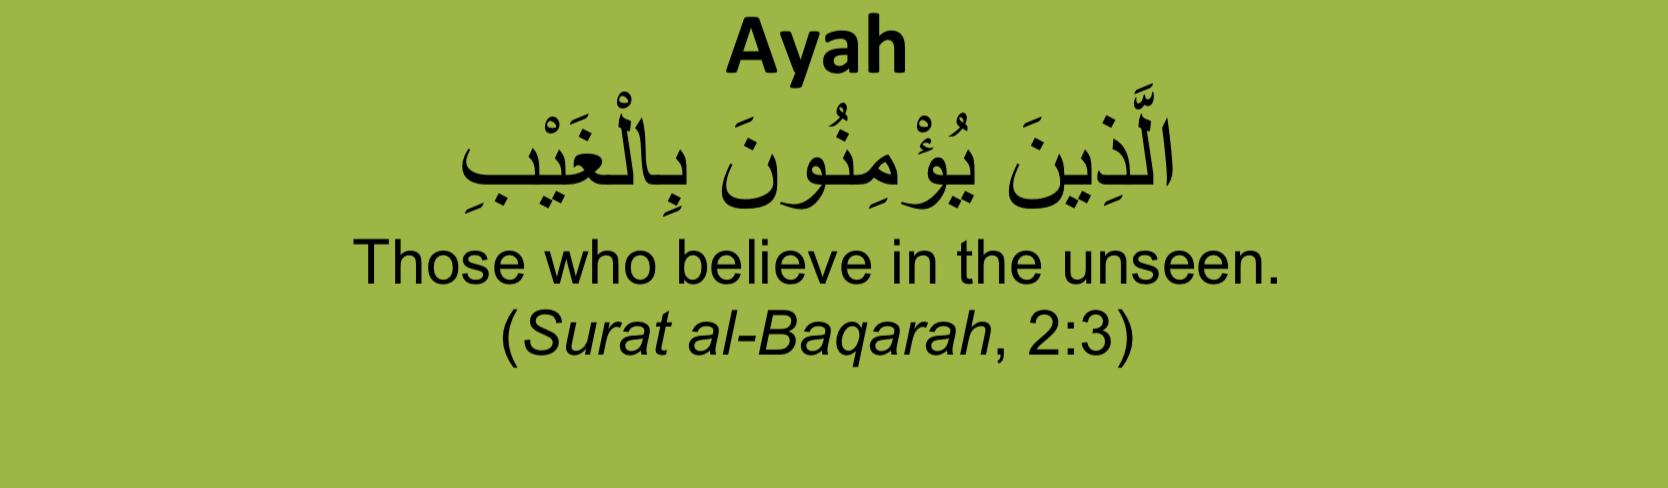 Ayah
الَّذِينَ يُؤْمِنُونَ بِالْغَيْبِ
Those who believe in the unseen.
(Surat al-Baqarah, 2:3)